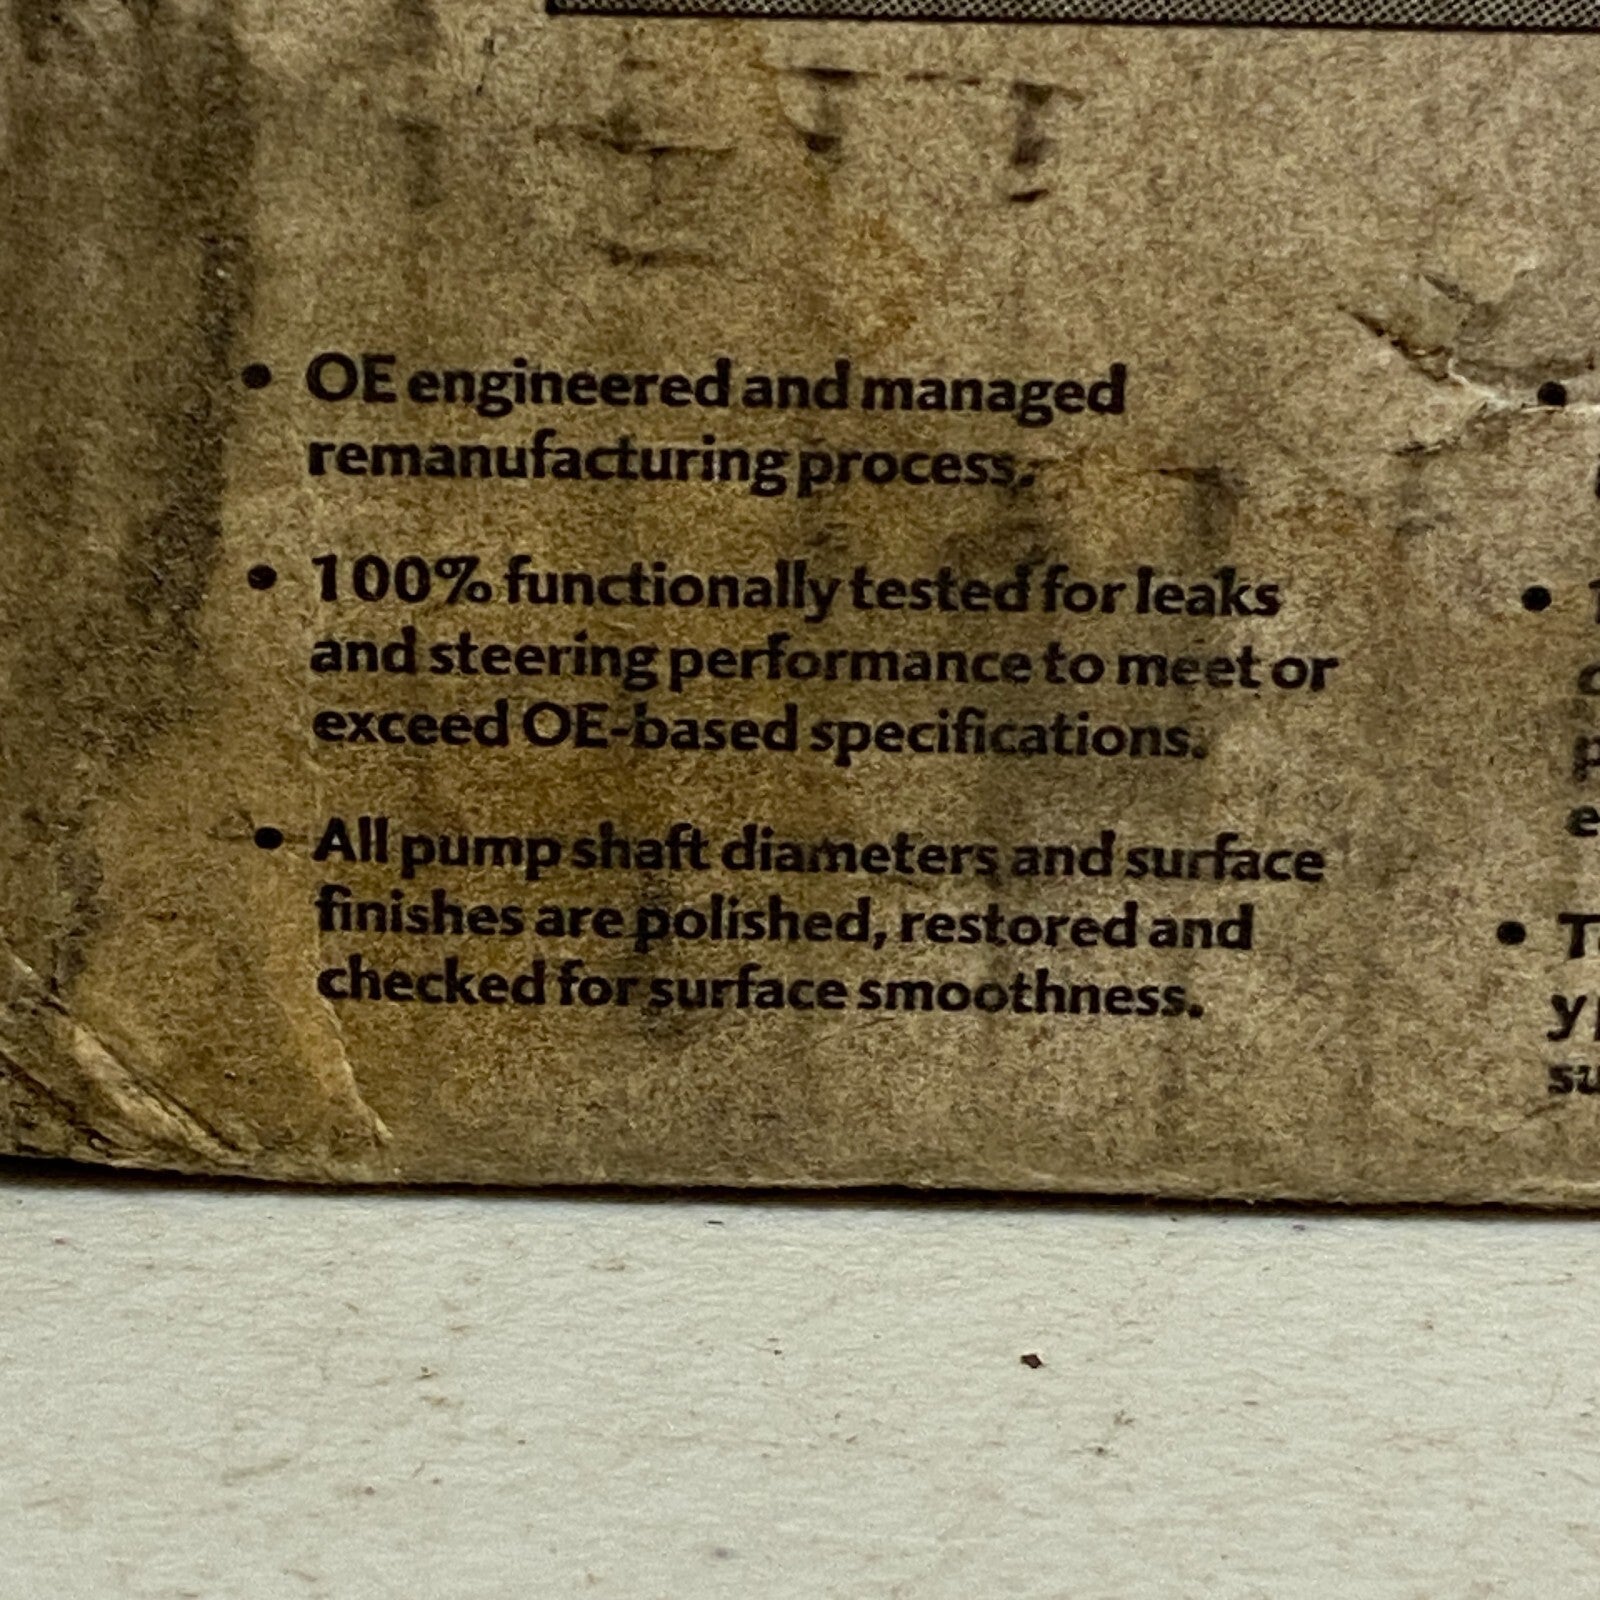 • OE engineered and managed
remanufacturing process.
• 100% functionally tested for leaks
and steering performance to meet or
exceed OE-based specifications.
• All pump shaft diameters and surface
finishes are polished, restored and
checked for surface smoothness.